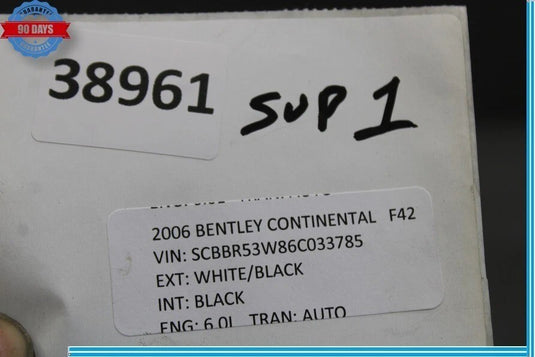 GUARANTEE
90 DAYS
38961
SUP 1
2006 BENTLEY CONTINENTAL F42
VIN: SCBBR53W86C033785
EXT: WHITE/BLACK
INT: BLACK
ENG: 6.0L TRAN: AUTO